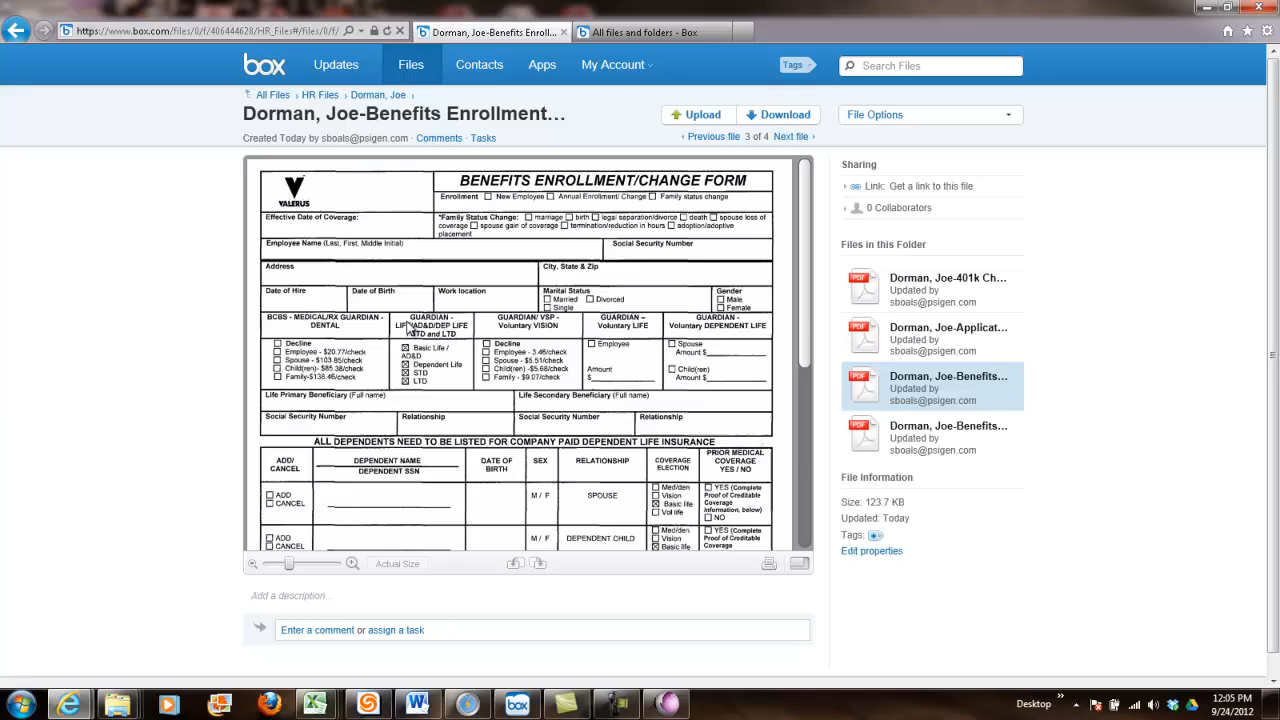 https://www.box.com/files/0/f/406444628/HR_Files#/files/0/f/
Dorman, Joe-Benefits Enroll...
All files and folders - Box
box
Updates
Files
Contacts
Apps
My Account
Tags
Search Files
All Files › HR Files › Dorman, Joe ›
Dorman, Joe-Benefits Enrollment…
Upload
Download
File Options
Created Today by sboals@psigen.com · Comments · Tasks
‹ Previous file 3 of 4 Next file ›
VALERUS
BENEFITS ENROLLMENT/CHANGE FORM
Enrollment New Employee Annual Enrollment/ Change Family status change
Effective Date of Coverage:
*Family Status Change: marriage birth legal separation/divorce death spouse loss of
coverage spouse gain of coverage termination/reduction in hours adoption/adoptive
placement
Employee Name (Last, First, Middle Initial)
Social Security Number
Address
City, State & Zip
Date of Hire
Date of Birth
Work location
Marital Status
Married Divorced
Single
Gender
Male
Female
BCBS - MEDICAL/RX GUARDIAN -
DENTAL
GUARDIAN -
LIFE/AD&D/DEP LIFE
STD and LTD
GUARDIAN/ VSP -
Voluntary VISION
GUARDIAN –
Voluntary LIFE
GUARDIAN -
Voluntary DEPENDENT LIFE
Decline
Employee - $20.77/check
Spouse - $103.85/check
Child(ren)- $85.38/check
Family-$138.46/check
Basic Life /
AD&D
Dependent Life
STD
LTD
Decline
Employee - 3.46/check
Spouse - $5.51/check
Child(ren) -$5.68/check
Family - $9.07/check
Employee
Amount
$
Spouse
Amount $
Child(ren)
Amount $
Life Primary Beneficiary (Full name)
Life Secondary Beneficiary (Full name)
Social Security Number
Relationship
Social Security Number
Relationship
ALL DEPENDENTS NEED TO BE LISTED FOR COMPANY PAID DEPENDENT LIFE INSURANCE
ADD/
CANCEL
DEPENDENT NAME
DEPENDENT SSN
DATE OF
BIRTH
SEX
RELATIONSHIP
COVERAGE
ELECTION
PRIOR MEDICAL
COVERAGE
YES / NO
ADD
CANCEL
M / F
SPOUSE
Med/den
Vision
Basic life
Vol life
YES (Complete
Proof of Creditable
Coverage
Information, below)
NO
ADD
CANCEL
M / F
DEPENDENT CHILD
Med/den
Vision
Basic life
YES (Complete
Proof of Creditable
Coverage
Actual Size
Add a description...
Enter a comment or assign a task
Sharing
Link: Get a link to this file
0 Collaborators
Files in this Folder
PDF
Dorman, Joe-401k Ch…
Updated by
sboals@psigen.com
PDF
Dorman, Joe-Applicat…
Updated by
sboals@psigen.com
PDF
Dorman, Joe-Benefits…
Updated by
sboals@psigen.com
PDF
Dorman, Joe-Benefits…
Updated by
sboals@psigen.com
File Information
Size: 123.7 KB
Updated: Today
Tags:
Edit properties
Desktop
12:05 PM
9/24/2012